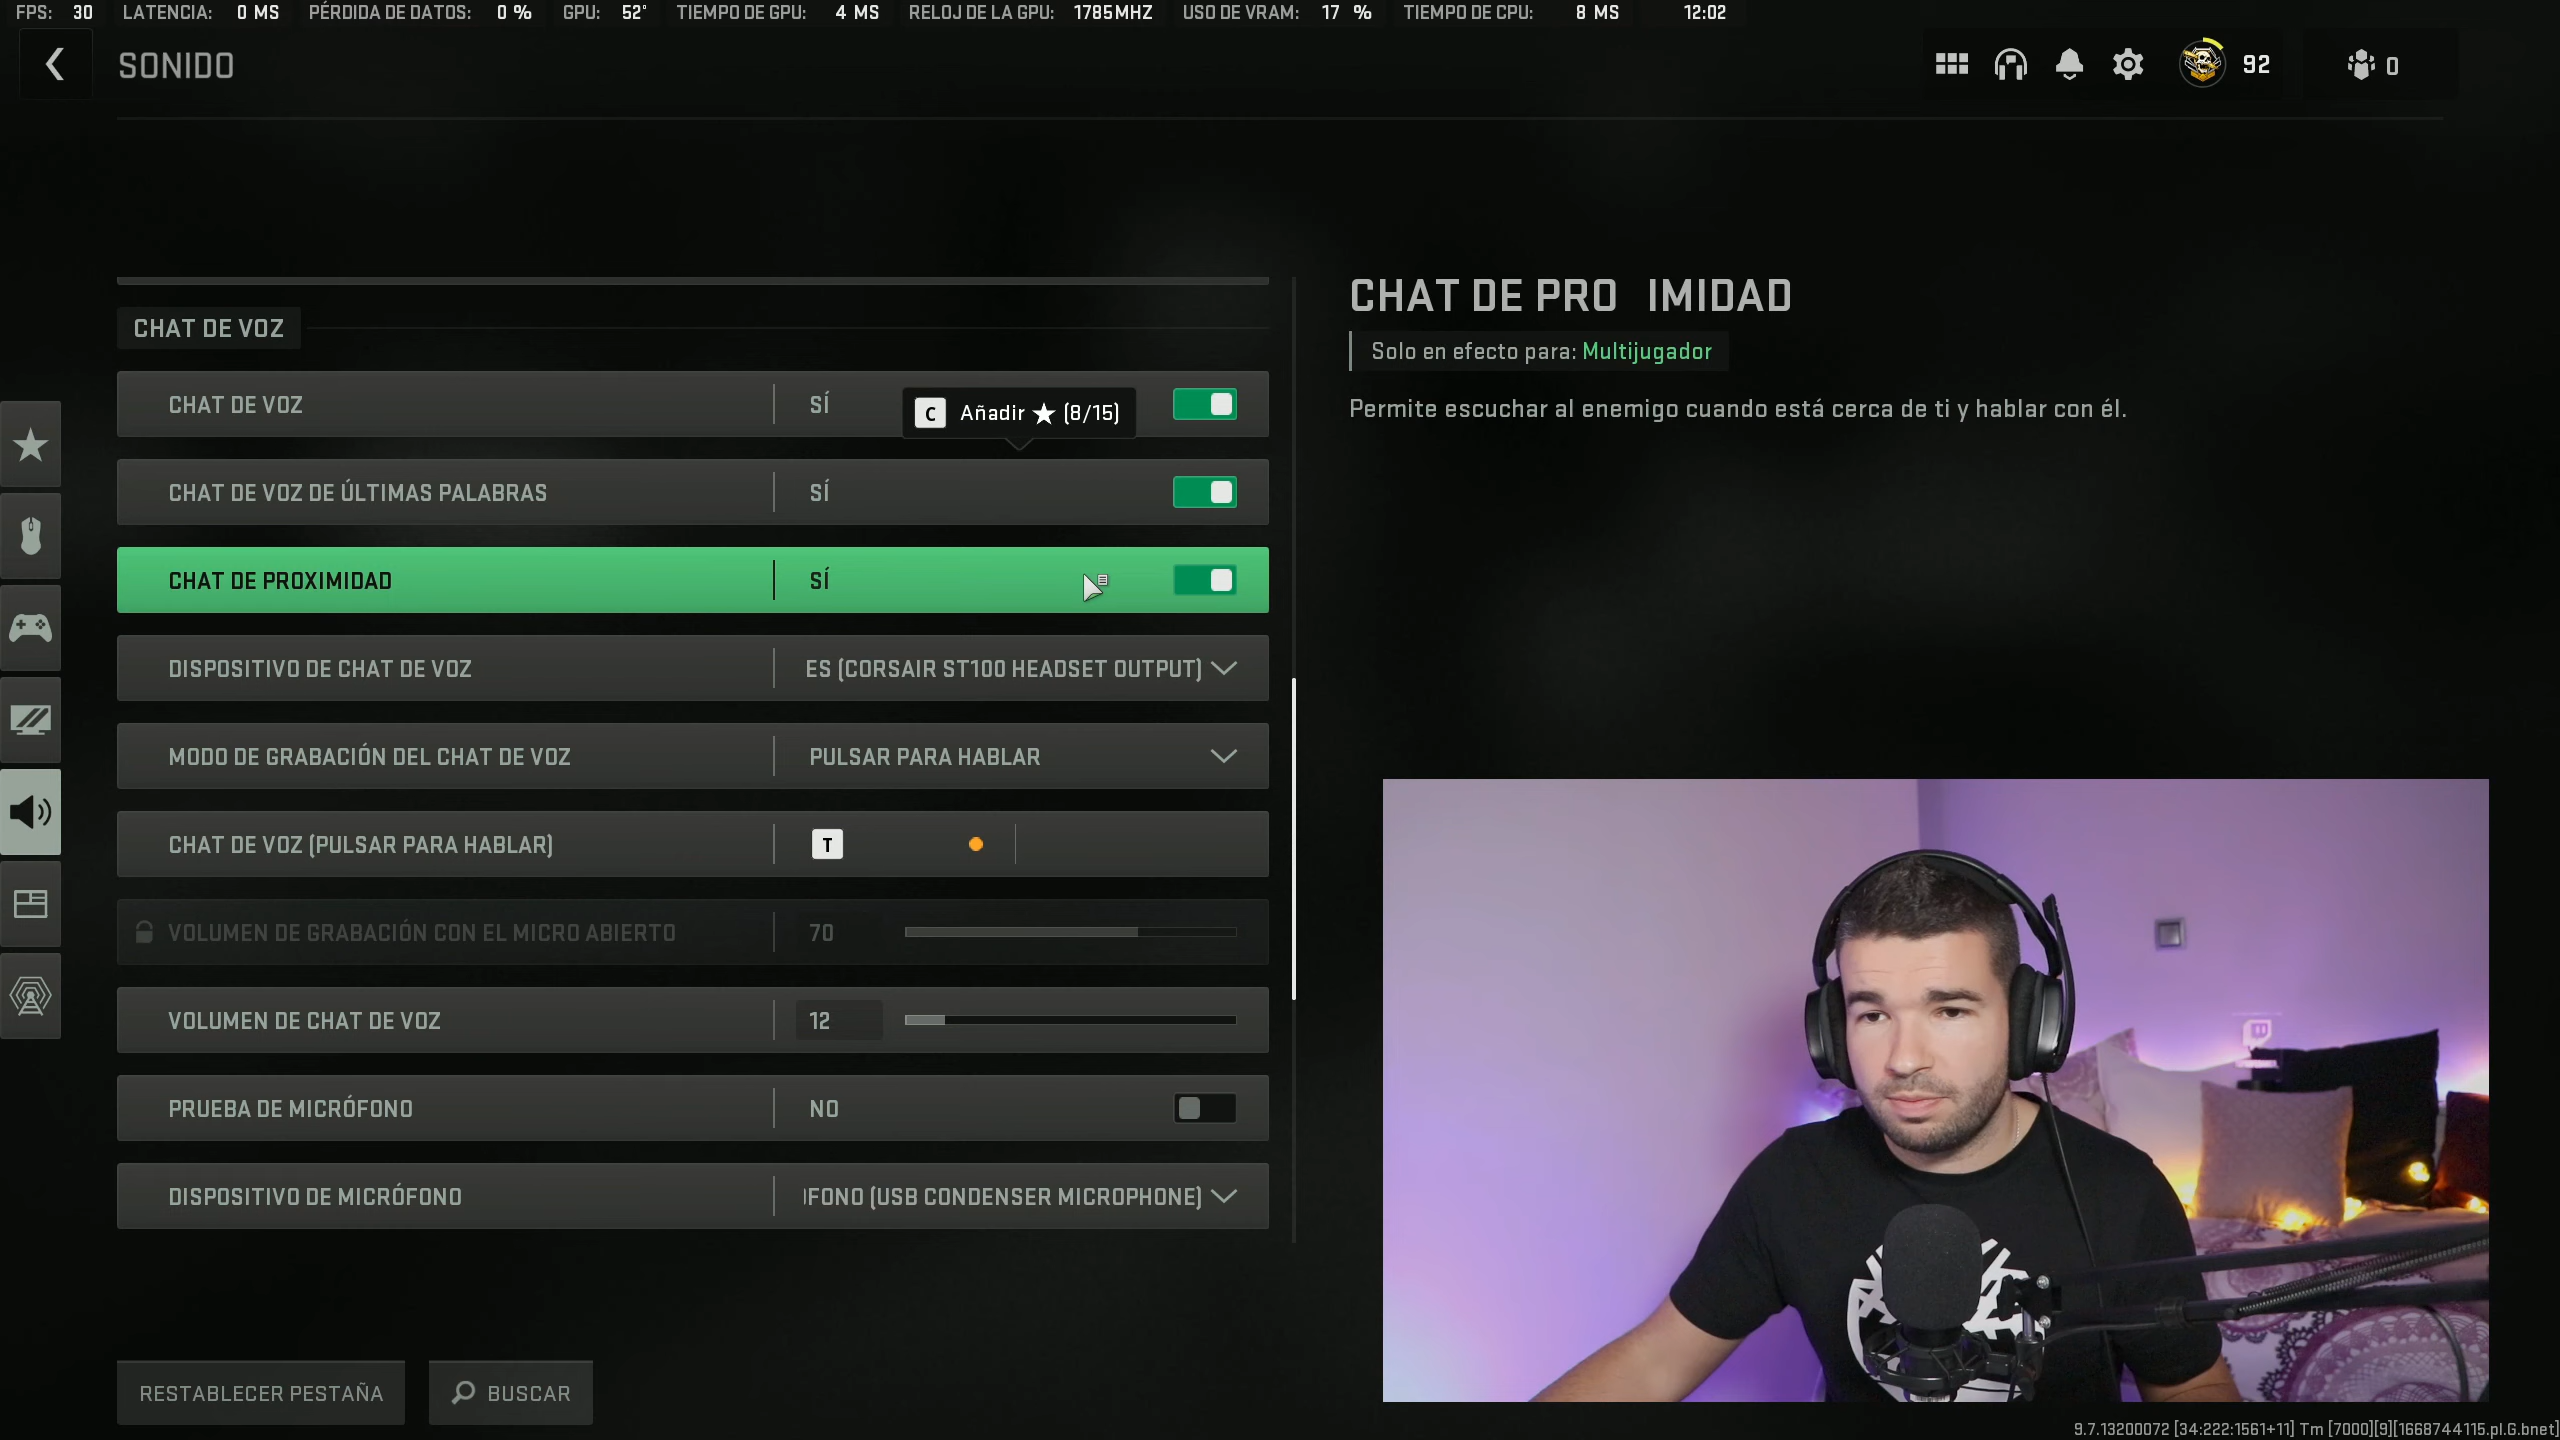 FPS: 30 LATENCIA: 0 MS PÉRDIDA DE DATOS: 0 % GPU: 52° TIEMPO DE GPU: 4 MS RELOJ DE LA GPU: 1785MHZ USO DE VRAM: 17 % TIEMPO DE CPU: 8 MS 12:02
SONIDO
92
0
CHAT DE VOZ
CHAT DE VOZ SÍ
C Añadir ★ (8/15)
CHAT DE VOZ DE ÚLTIMAS PALABRAS SÍ
CHAT DE PROXIMIDAD SÍ
DISPOSITIVO DE CHAT DE VOZ ES (CORSAIR ST100 HEADSET OUTPUT)
MODO DE GRABACIÓN DEL CHAT DE VOZ PULSAR PARA HABLAR
CHAT DE VOZ (PULSAR PARA HABLAR) T
VOLUMEN DE GRABACIÓN CON EL MICRO ABIERTO 70
VOLUMEN DE CHAT DE VOZ 12
PRUEBA DE MICRÓFONO NO
DISPOSITIVO DE MICRÓFONO FONO (USB CONDENSER MICROPHONE)
RESTABLECER PESTAÑA
BUSCAR
CHAT DE PRO IMIDAD
Solo en efecto para: Multijugador
Permite escuchar al enemigo cuando está cerca de ti y hablar con él.
9.7.13200072 [34:222:1561+11] Tm [7000][9][1668744115.pl.G.bnet]